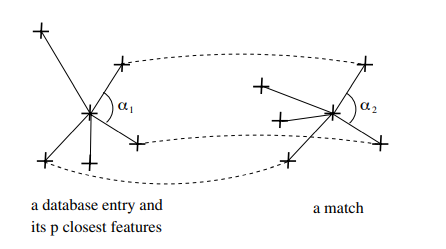 α1
α2
a database entry and
its p closest features
a match